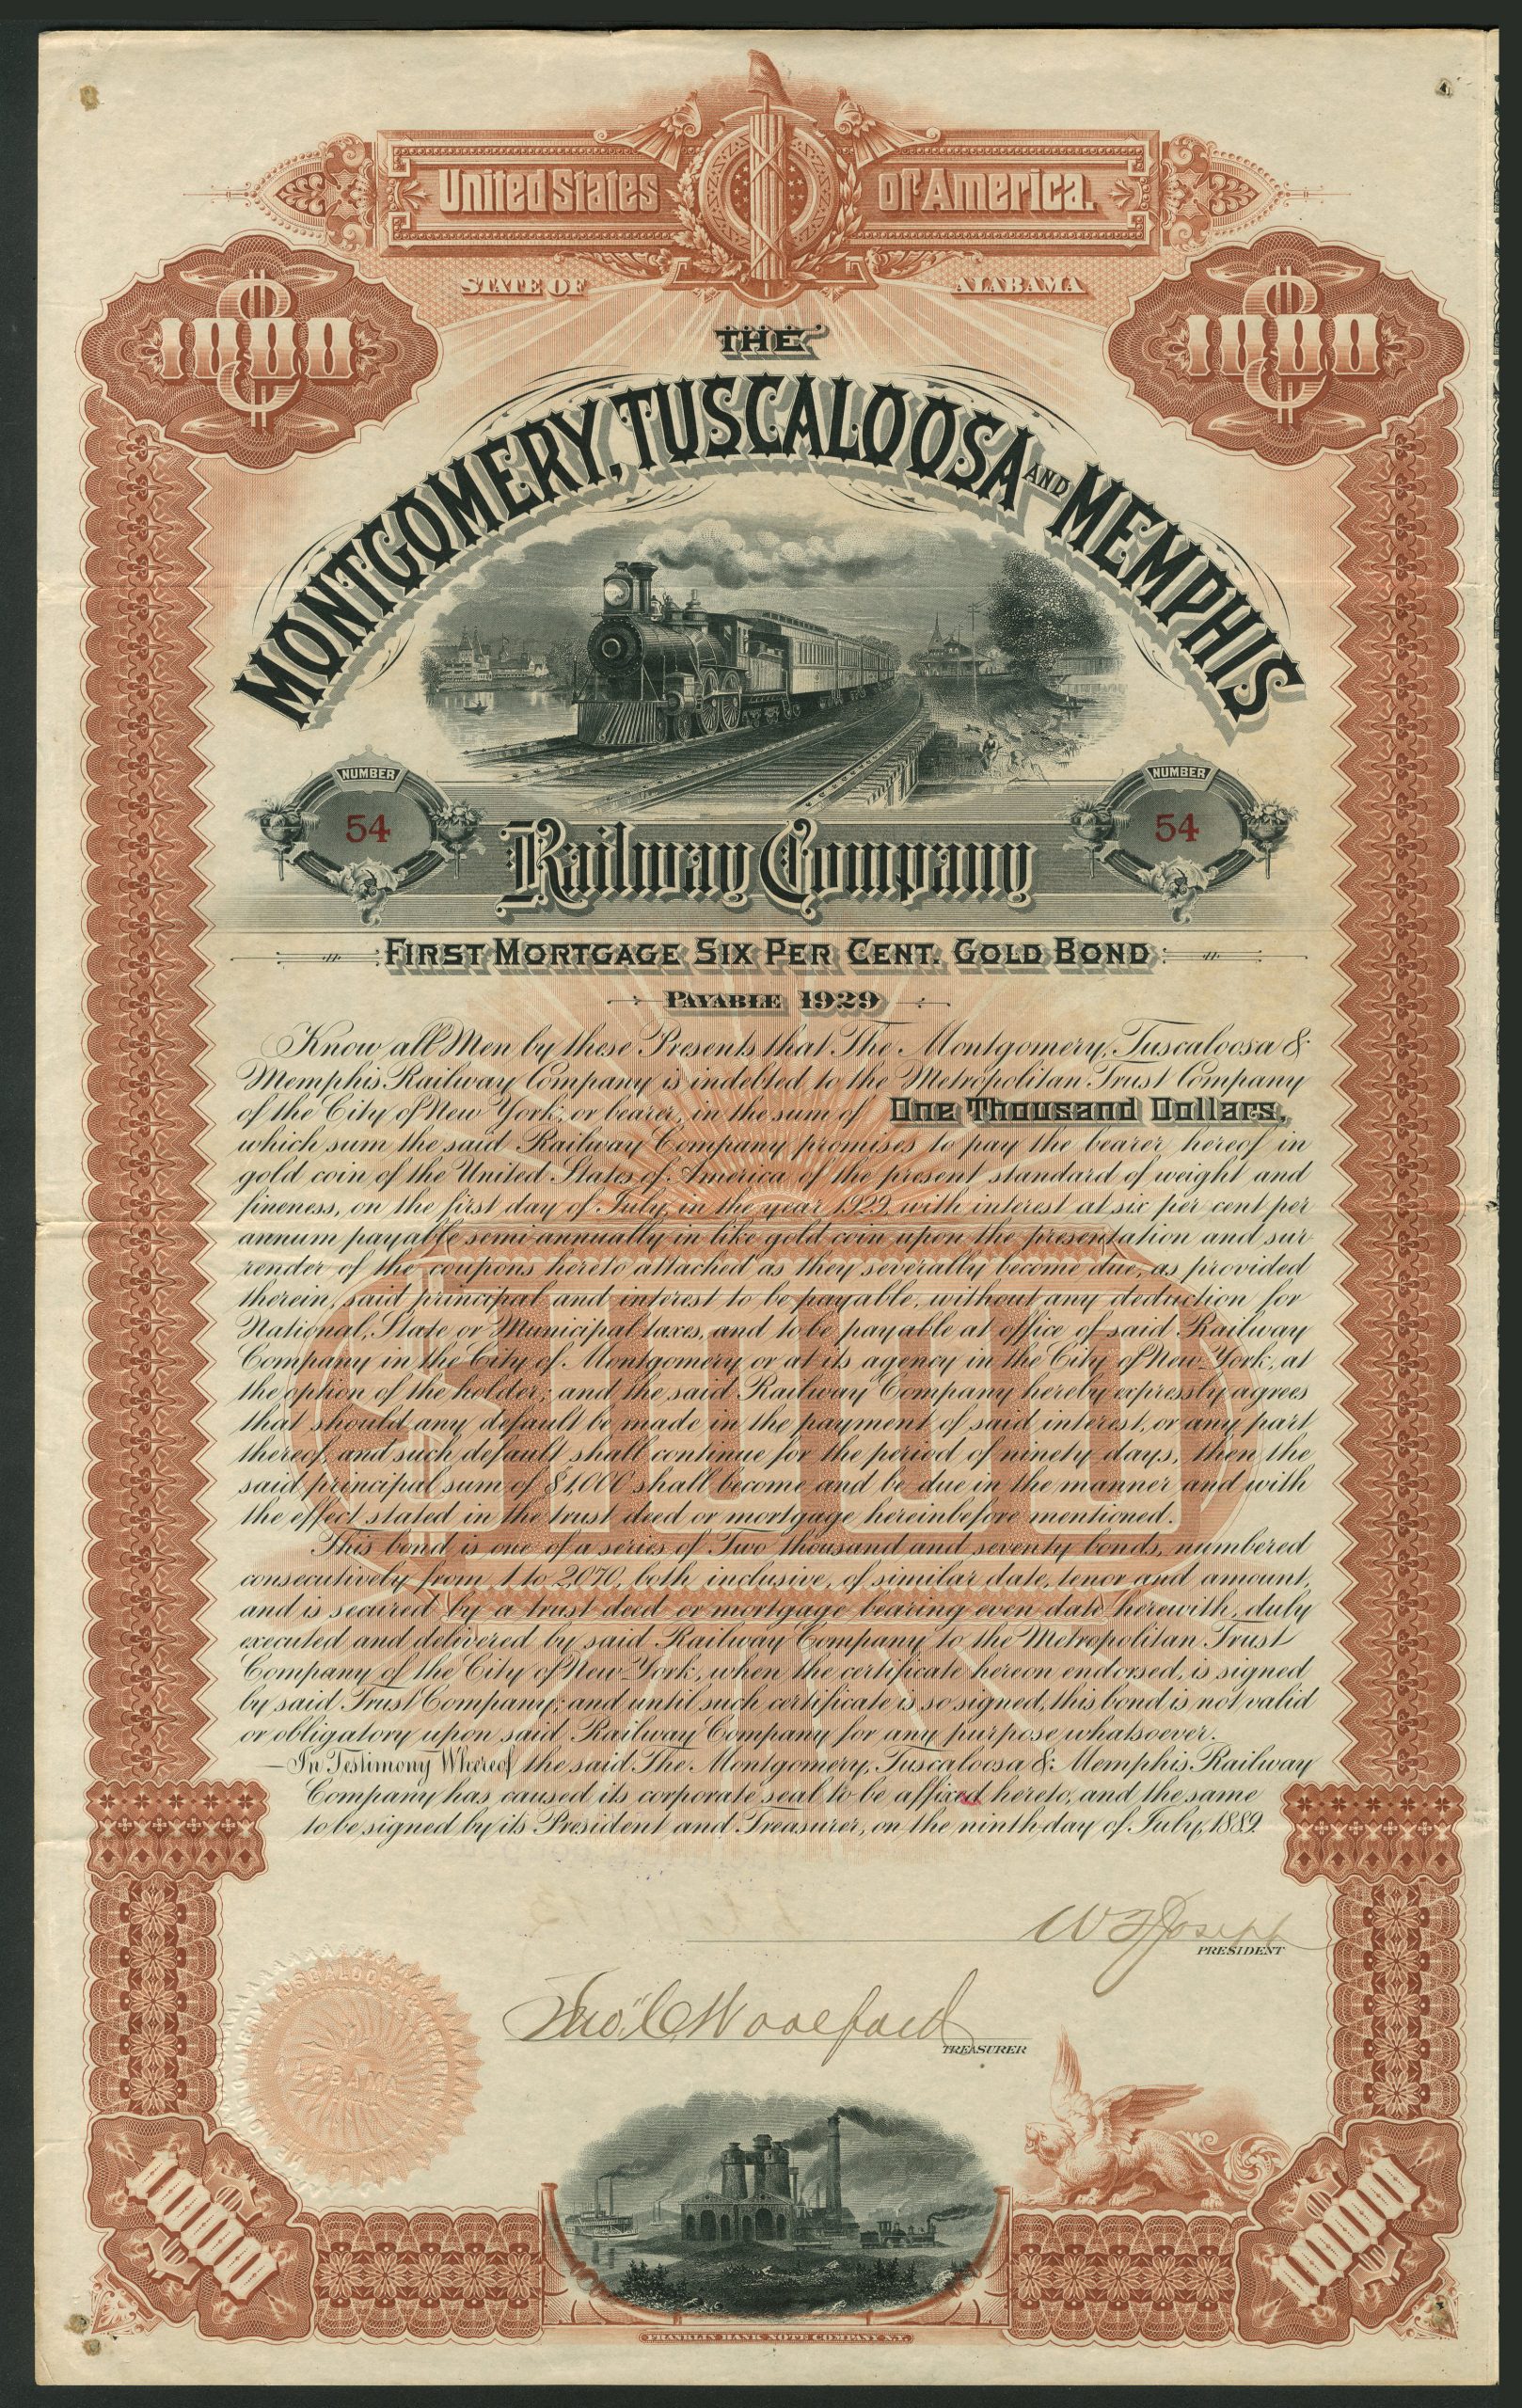 United States of America.
STATE OF ALABAMA
$1000 $1000
THE
MONTGOMERY, TUSCALOOSA AND MEMPHIS
NUMBER NUMBER
54 54
Railway Company
FIRST MORTGAGE SIX PER CENT. GOLD BOND
PAYABLE 1929
Know all Men by these Presents that The Montgomery, Tuscaloosa &
Memphis Railway Company is indebted to the Metropolitan Trust Company
of the City of New York, or bearer, in the sum of One Thousand Dollars,
which sum the said Railway Company promises to pay the bearer hereof in
gold coin of the United States of America of the present standard of weight and
fineness, on the first day of July, in the year 1929, with interest at six per cent per
annum payable semi-annually in like gold coin upon the presentation and sur
render of the coupons hereto attached as they severally become due, as provided
therein, said principal and interest to be payable, without any deduction for
National, State or Municipal taxes, and to be payable at office of said Railway
Company in the City of Montgomery or at its agency in the City of New York, at
the option of the holder; and the said Railway Company hereby expressly agrees
that should any default be made in the payment of said interest, or any part
thereof, and such default shall continue for the period of ninety days, then the
said principal sum of $1,000 shall become and be due in the manner and with
the effect stated in the trust deed or mortgage hereinbefore mentioned.
This bond is one of a series of Two thousand and seventy bonds, numbered
consecutively from 1 to 2,070, both inclusive, of similar date, tenor and amount,
and is secured by a trust deed or mortgage bearing even date herewith, duly
executed and delivered by said Railway Company to the Metropolitan Trust
Company of the City of New York, when the certificate hereon endorsed, is signed
by said Trust Company; and until such certificate is so signed, this bond is not valid
or obligatory upon said Railway Company for any purpose whatsoever.
In Testimony Whereof the said The Montgomery, Tuscaloosa & Memphis Railway
Company has caused its corporate seal to be affixed hereto, and the same
to be signed by its President and Treasurer, on the ninth day of July, 1889.
$1000
W F Joseph
PRESIDENT
Jno. C Woolfolk
TREASURER
TUSCALOOSA
ALABAMA
1000 1000
FRANKLIN BANK NOTE COMPANY N.Y.